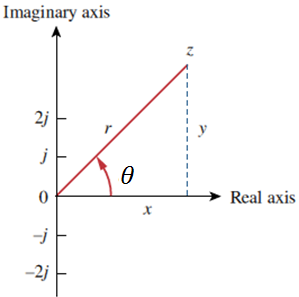 Imaginary axis
z
2j
r
y
j
θ
0
Real axis
x
–j
–2j